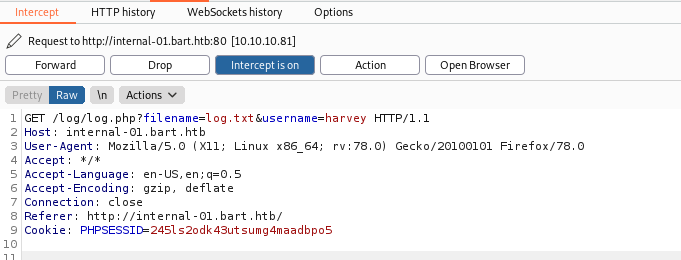 Intercept HTTP history WebSockets history Options
Request to http://internal-01.bart.htb:80 [10.10.10.81]
Forward Drop Intercept is on Action Open Browser
Pretty Raw \n Actions
1 GET /log/log.php?filename=log.txt&username=harvey HTTP/1.1
2 Host: internal-01.bart.htb
3 User-Agent: Mozilla/5.0 (X11; Linux x86_64; rv:78.0) Gecko/20100101 Firefox/78.0
4 Accept: */*
5 Accept-Language: en-US,en;q=0.5
6 Accept-Encoding: gzip, deflate
7 Connection: close
8 Referer: http://internal-01.bart.htb/
9 Cookie: PHPSESSID=245ls2odk43utsumg4maadbpo5
10
11